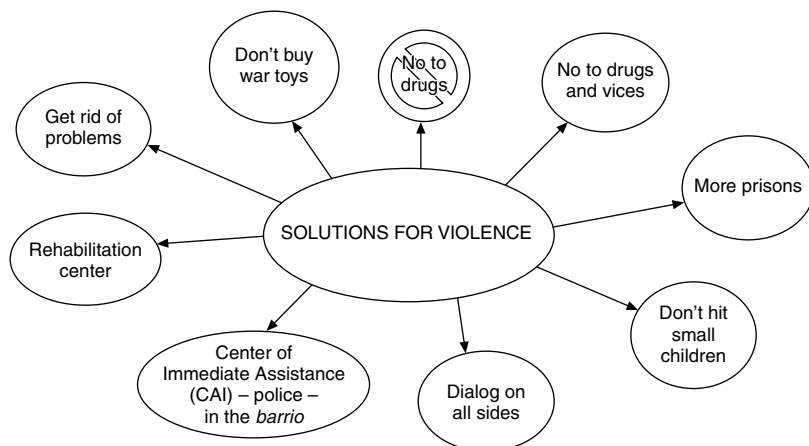 Don't buy
war toys
No to
drugs
No to drugs
and vices
Get rid of
problems
More prisons
SOLUTIONS FOR VIOLENCE
Rehabilitation
center
Don't hit
small
children
Center of
Immediate Assistance
(CAI) – police –
in the barrio
Dialog on
all sides